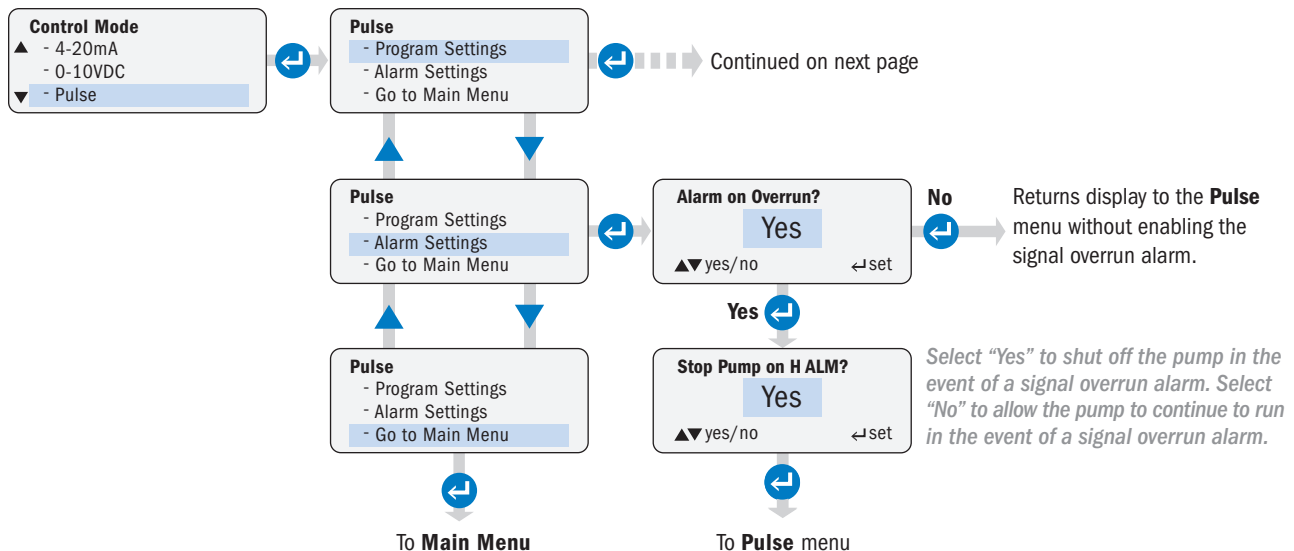 Control Mode
▲ - 4-20mA
- 0-10VDC
▼ - Pulse
Pulse
- Program Settings
- Alarm Settings
- Go to Main Menu
Continued on next page
Pulse
- Program Settings
- Alarm Settings
- Go to Main Menu
Alarm on Overrun?
Yes
▲▼ yes/no ↵ set
No
Returns display to the Pulse
menu without enabling the
signal overrun alarm.
Yes
Pulse
- Program Settings
- Alarm Settings
- Go to Main Menu
Stop Pump on H ALM?
Yes
▲▼ yes/no ↵ set
Select “Yes” to shut off the pump in the
event of a signal overrun alarm. Select
“No” to allow the pump to continue to run
in the event of a signal overrun alarm.
To Main Menu
To Pulse menu